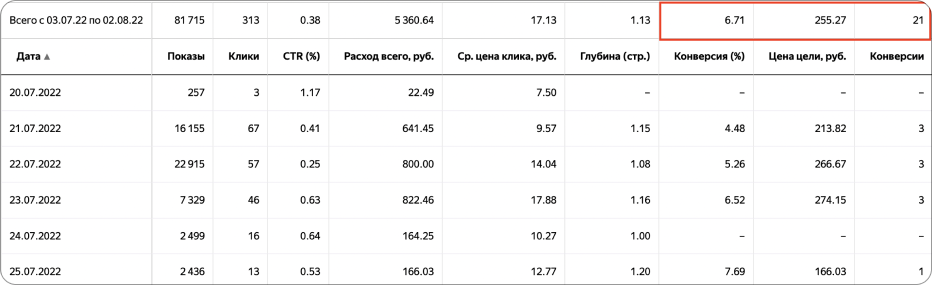 Всего с 03.07.22 по 02.08.22 81 715 313 0.38 5 360.64 17.13 1.13 6.71 255.27 21
Дата ▲ Показы Клики CTR (%) Расход всего, руб. Ср. цена клика, руб. Глубина (стр.) Конверсия (%) Цена цели, руб. Конверсии
20.07.2022 257 3 1.17 22.49 7.50 – – – –
21.07.2022 16 155 67 0.41 641.45 9.57 1.15 4.48 213.82 3
22.07.2022 22 915 57 0.25 800.00 14.04 1.08 5.26 266.67 3
23.07.2022 7 329 46 0.63 822.46 17.88 1.16 6.52 274.15 3
24.07.2022 2 499 16 0.64 164.25 10.27 1.00 – – –
25.07.2022 2 436 13 0.53 166.03 12.77 1.20 7.69 166.03 1